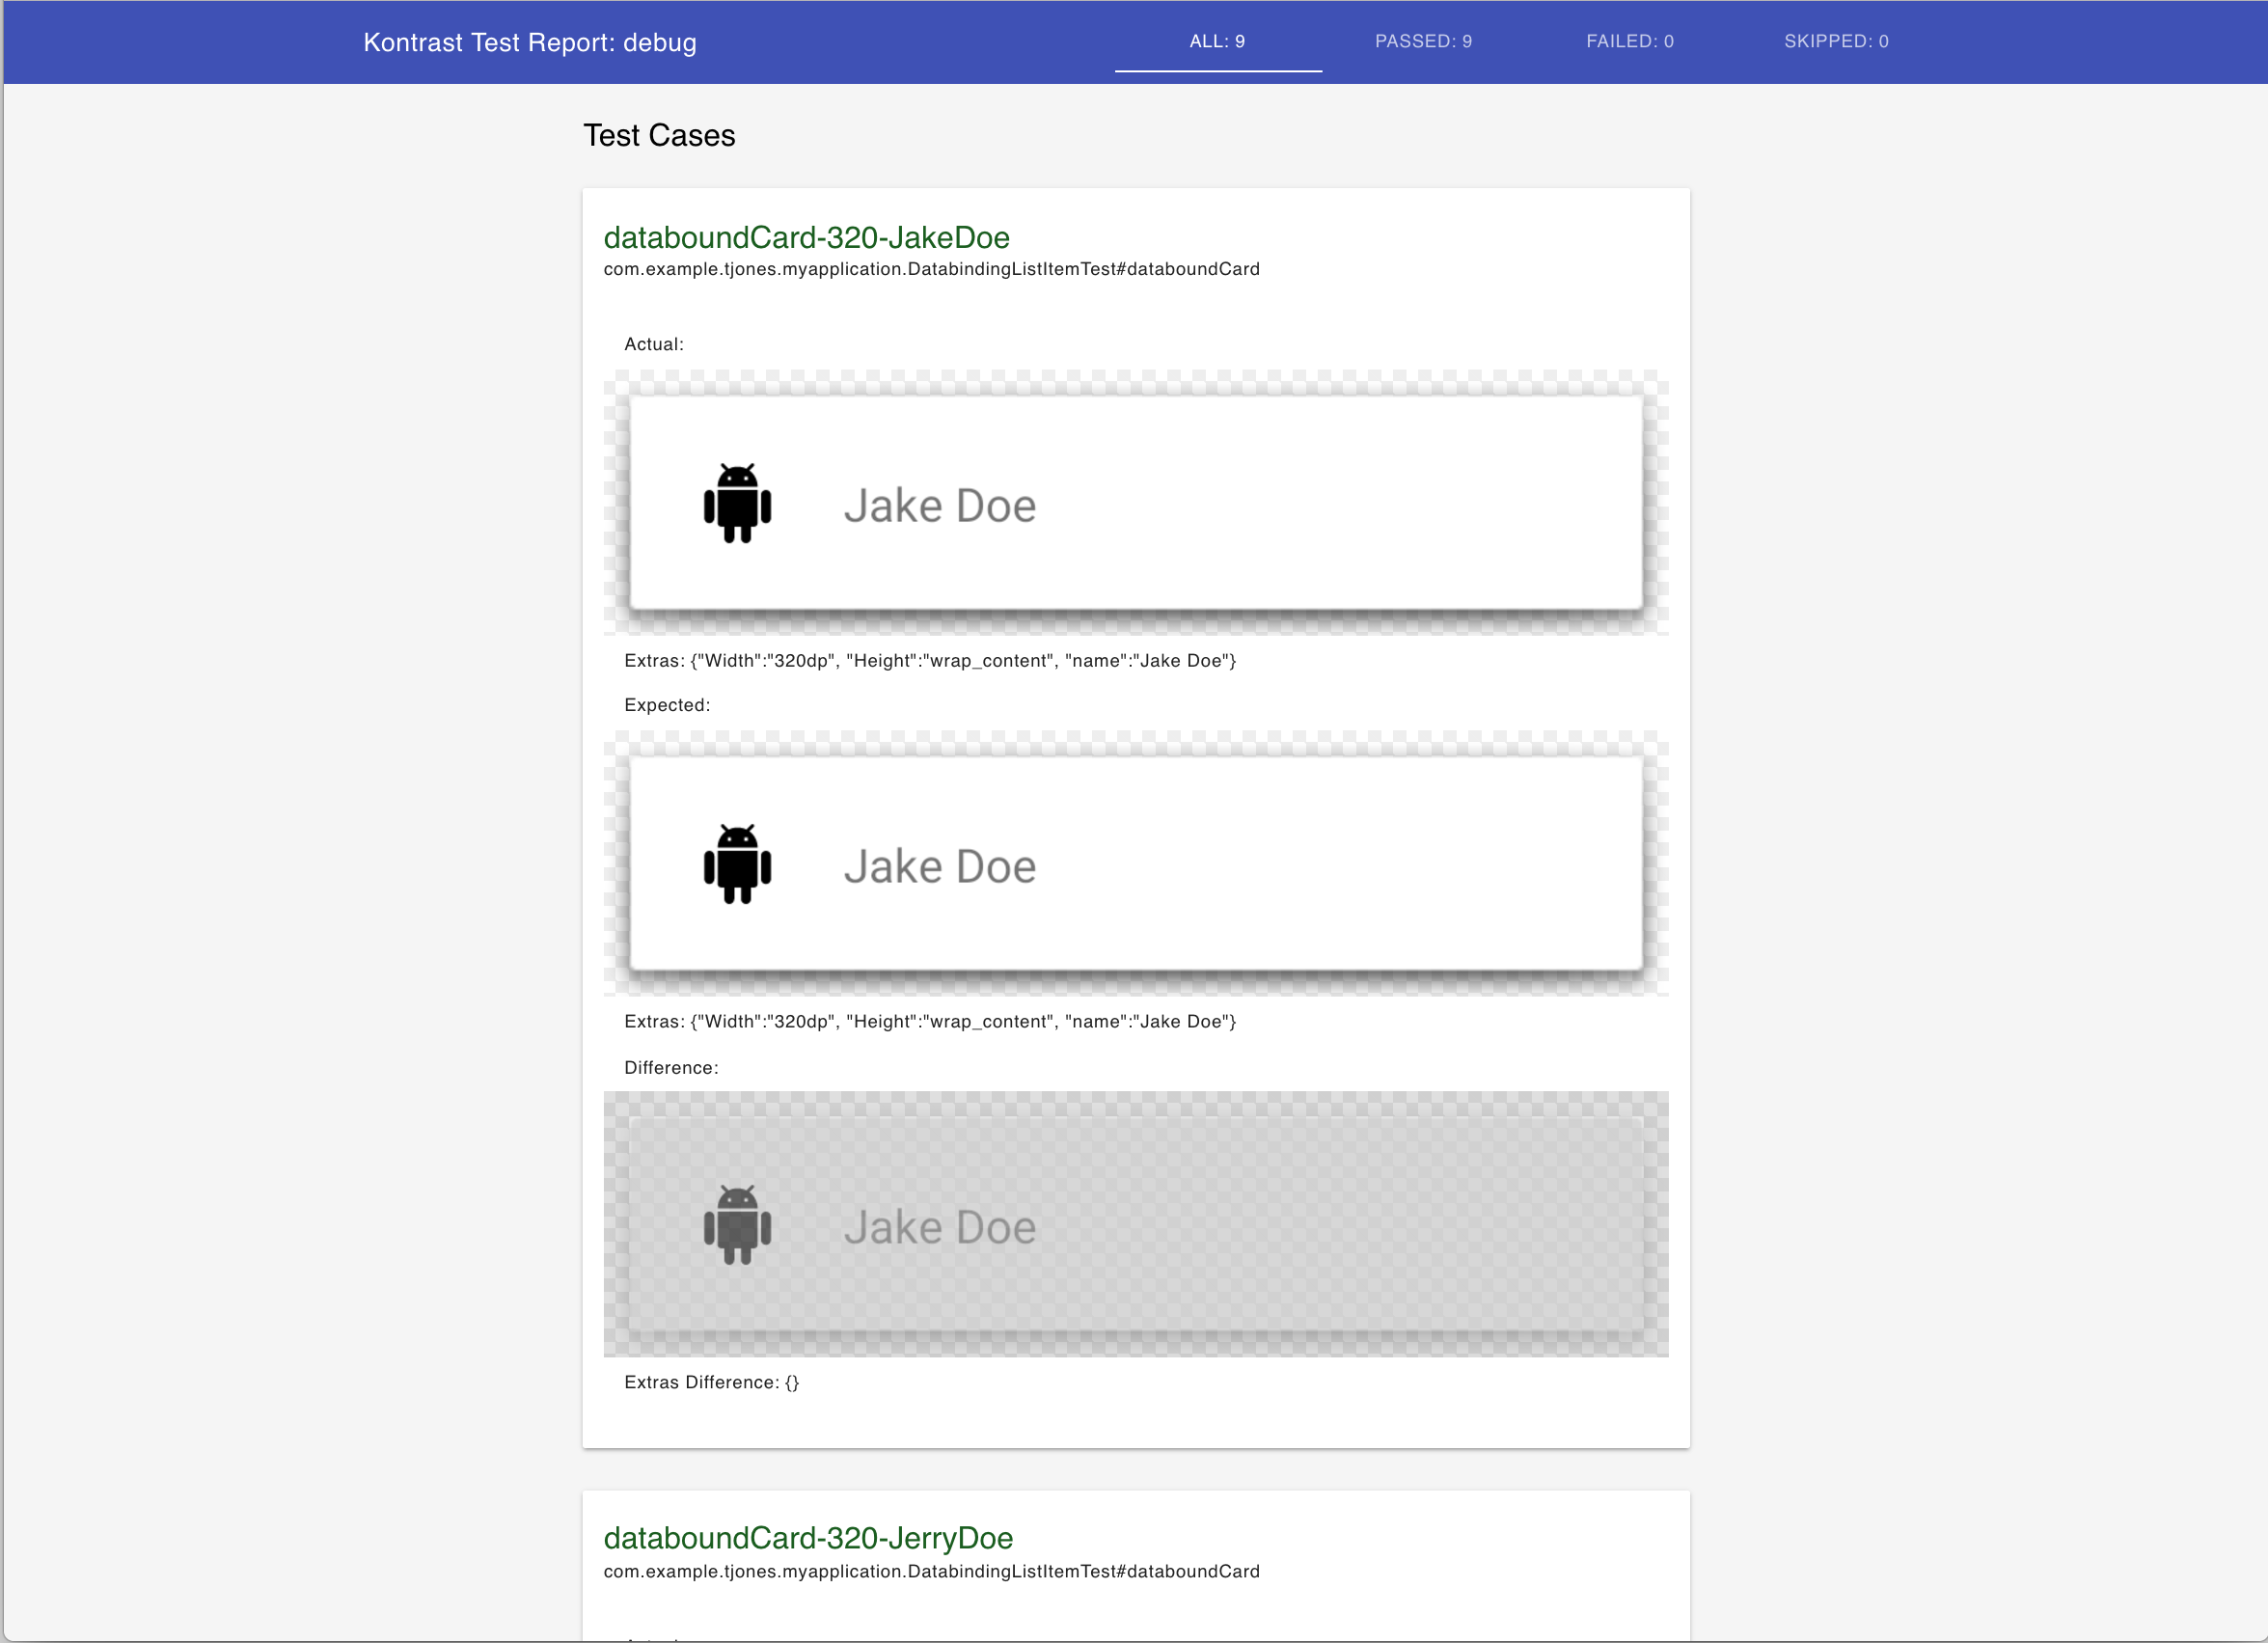 Kontrast Test Report: debug
ALL: 9
PASSED: 9
FAILED: 0
SKIPPED: 0
Test Cases
databoundCard-320-JakeDoe
com.example.tjones.myapplication.DatabindingListItemTest#databoundCard
Actual:
Jake Doe
Extras: {"Width":"320dp", "Height":"wrap_content", "name":"Jake Doe"}
Expected:
Jake Doe
Extras: {"Width":"320dp", "Height":"wrap_content", "name":"Jake Doe"}
Difference:
Jake Doe
Extras Difference: {}
databoundCard-320-JerryDoe
com.example.tjones.myapplication.DatabindingListItemTest#databoundCard